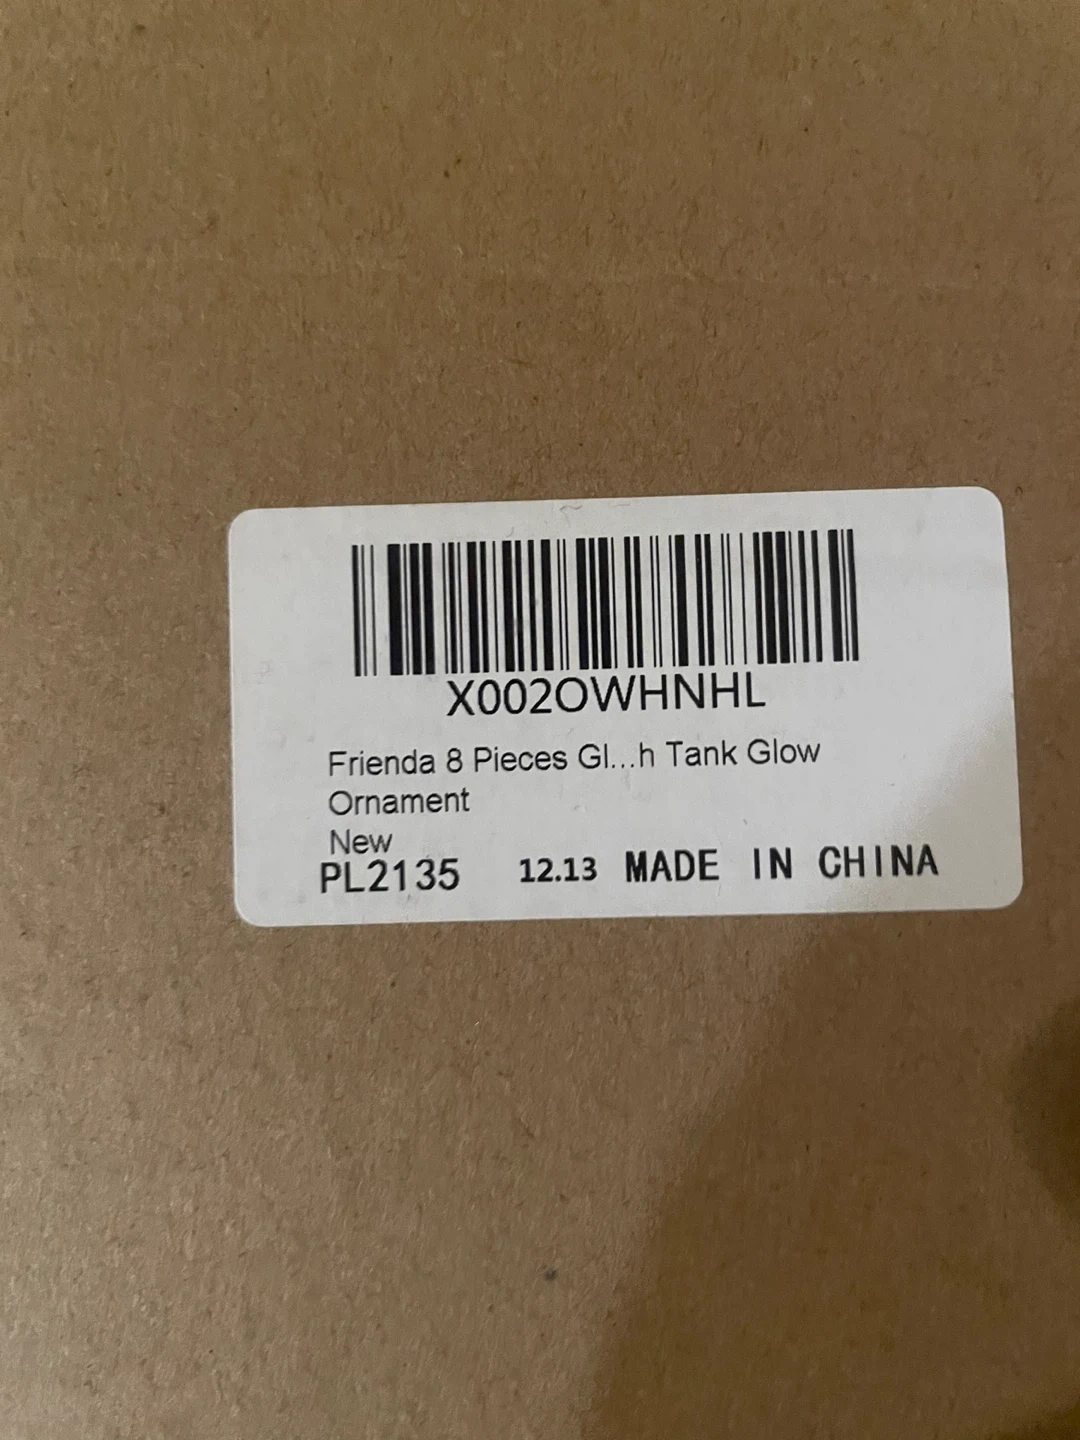 X002OWHNHL
Frienda 8 Pieces Gl...h Tank Glow
Ornament
New
PL2135 12.13 MADE IN CHINA